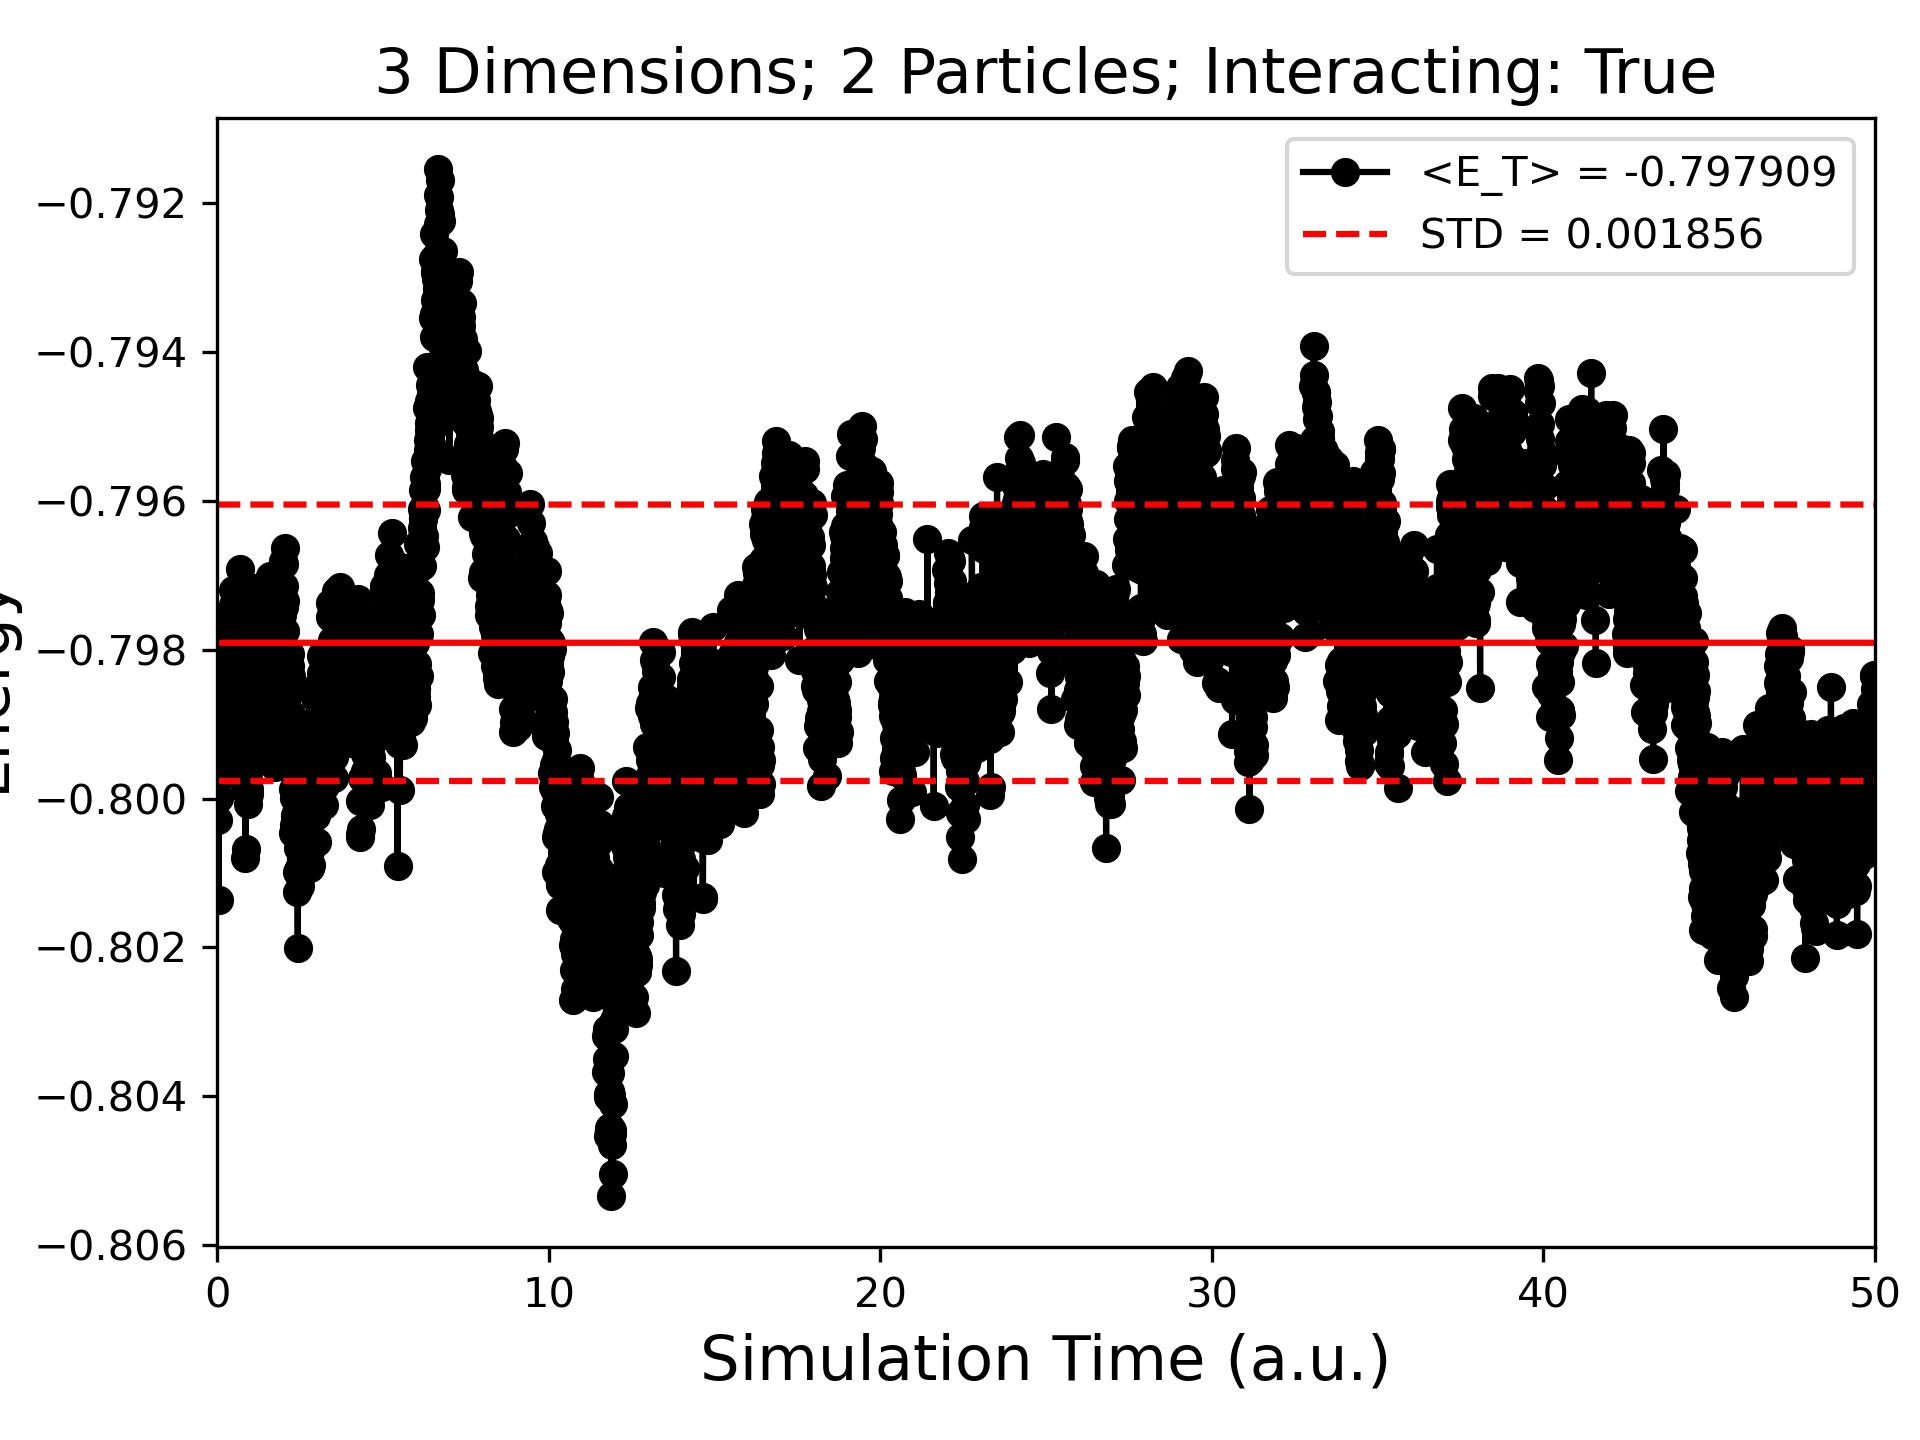 3 Dimensions; 2 Particles; Interacting: True
<E_T> = -0.797909
STD = 0.001856
−0.792
−0.794
−0.796
−0.798
−0.800
−0.802
−0.804
−0.806
Energy
0 10 20 30 40 50
Simulation Time (a.u.)